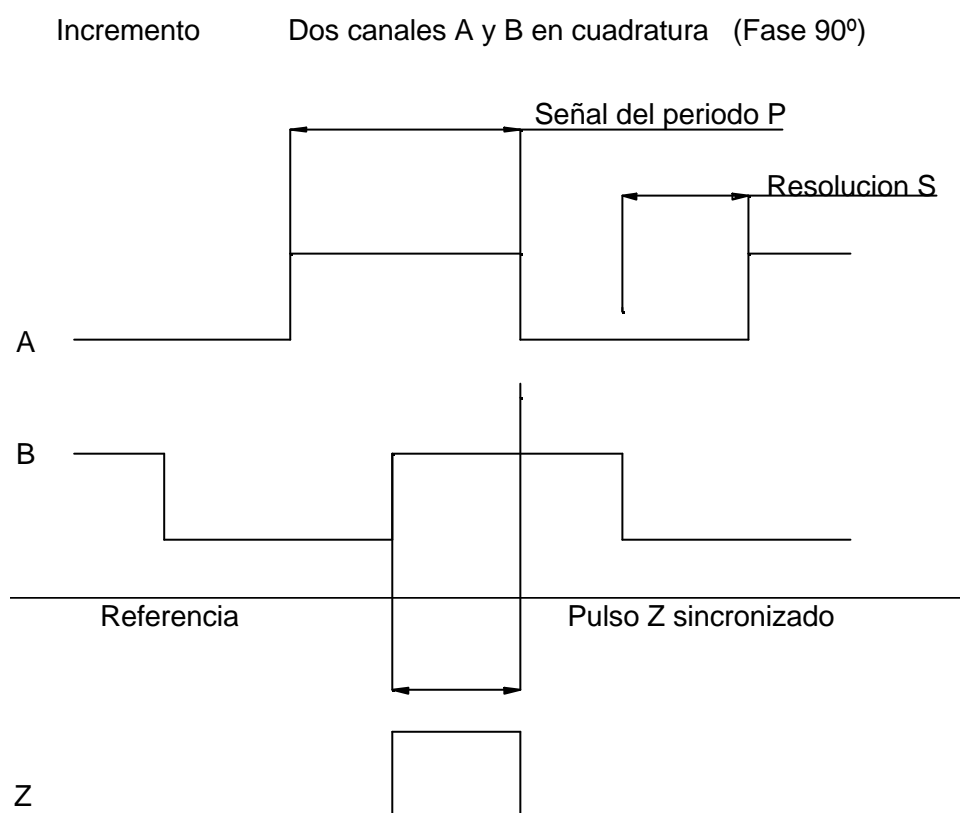 Incremento Dos canales A y B en cuadratura (Fase 90º)
Señal del periodo P
Resolucion S
A
B
Referencia Pulso Z sincronizado
Z